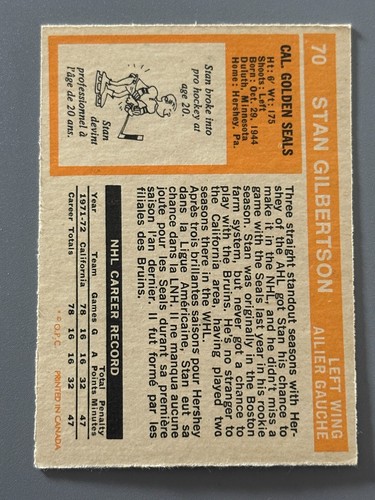 70 STAN GILBERTSON
LEFT WING
AILIER GAUCHE
CAL. GOLDEN SEALS
Ht: 6' Wt: 175
Shoots: Left
Born: Oct. 29, 1944
Duluth, Minnesota
Home: Hershey, Pa.
Stan broke into
pro hockey at
age 20.
Stan
devint
professionnel à
l'âge de 20 ans.
Three straight standout seasons with Her
shey of the AHL got Stan his chance to
make it in the NHL and he didn't miss a
game with the Seals last year in his rookie
season. Stan was originally in the Boston
farm system, but never got a chance to
play with the Bruins. He's no stranger to
the California area, having played two
seasons there in the WHL.
Après trois brillantes saisons pour Hershey
dans la Ligue Américaine, Stan eut sa
chance dans la LNH. Il ne manqua aucune
joute pour les Seals durant sa première
saison l'an dernier. Il fut formé par les
filiales des Bruins.
NHL CAREER RECORD
Total Penalty
Year Team Games G A Points Minutes
1971-72 California 78 16 16 32 47
Career Totals 78 16 16 32 47
* © O.P.C. PRINTED IN CANADA